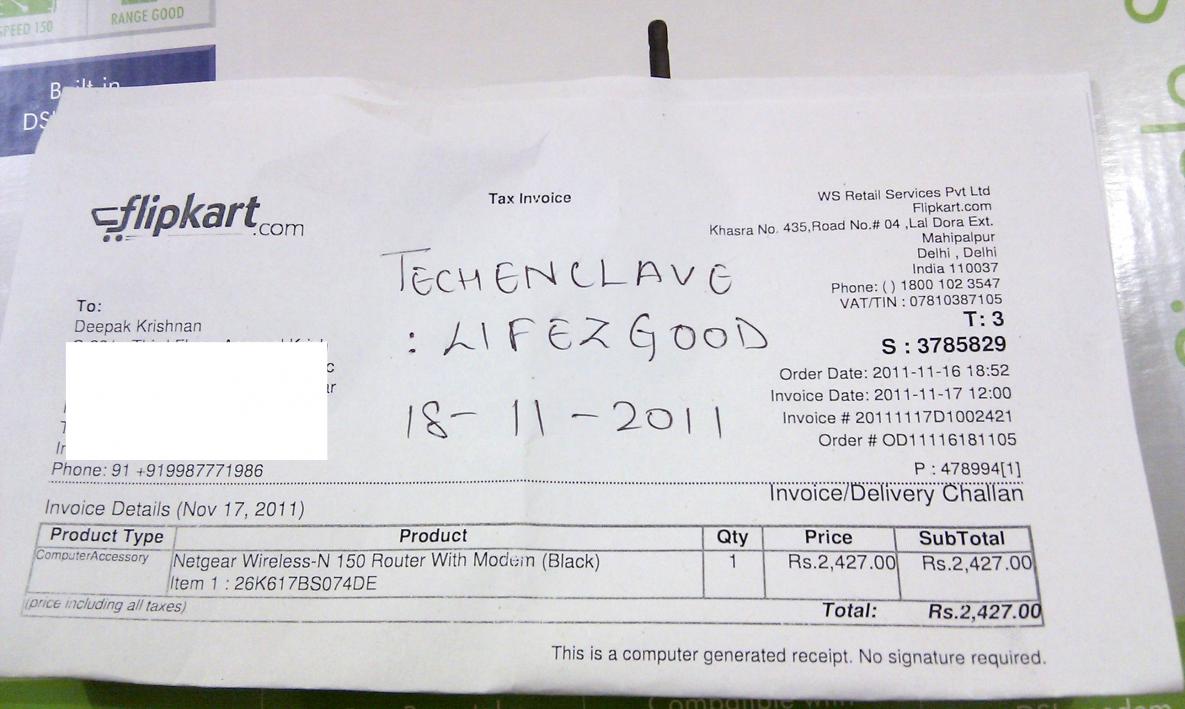 SPEED 150
RANGE GOOD
Built-in
flipkart.com
Tax Invoice
WS Retail Services Pvt Ltd
Flipkart.com
Khasra No. 435,Road No.# 04 ,Lal Dora Ext.
Mahipalpur
Delhi , Delhi
India 110037
Phone: ( ) 1800 102 3547
VAT/TIN : 07810387105
T: 3
S : 3785829
Order Date: 2011-11-16 18:52
Invoice Date: 2011-11-17 12:00
Invoice # 20111117D1002421
Order # OD11116181105
P : 478994[1]
Invoice/Delivery Challan
TECHENCLAVE
: LIFEZGOOD
18-11-2011
To:
Deepak Krishnan
Phone: 91 +919987771986
Invoice Details (Nov 17, 2011)
Product Type Product Qty Price SubTotal
ComputerAccessory Netgear Wireless-N 150 Router With Modem (Black) 1 Rs.2,427.00 Rs.2,427.00
Item 1 : 26K617BS074DE
(price including all taxes) Total: Rs.2,427.00
This is a computer generated receipt. No signature required.
Compatible with